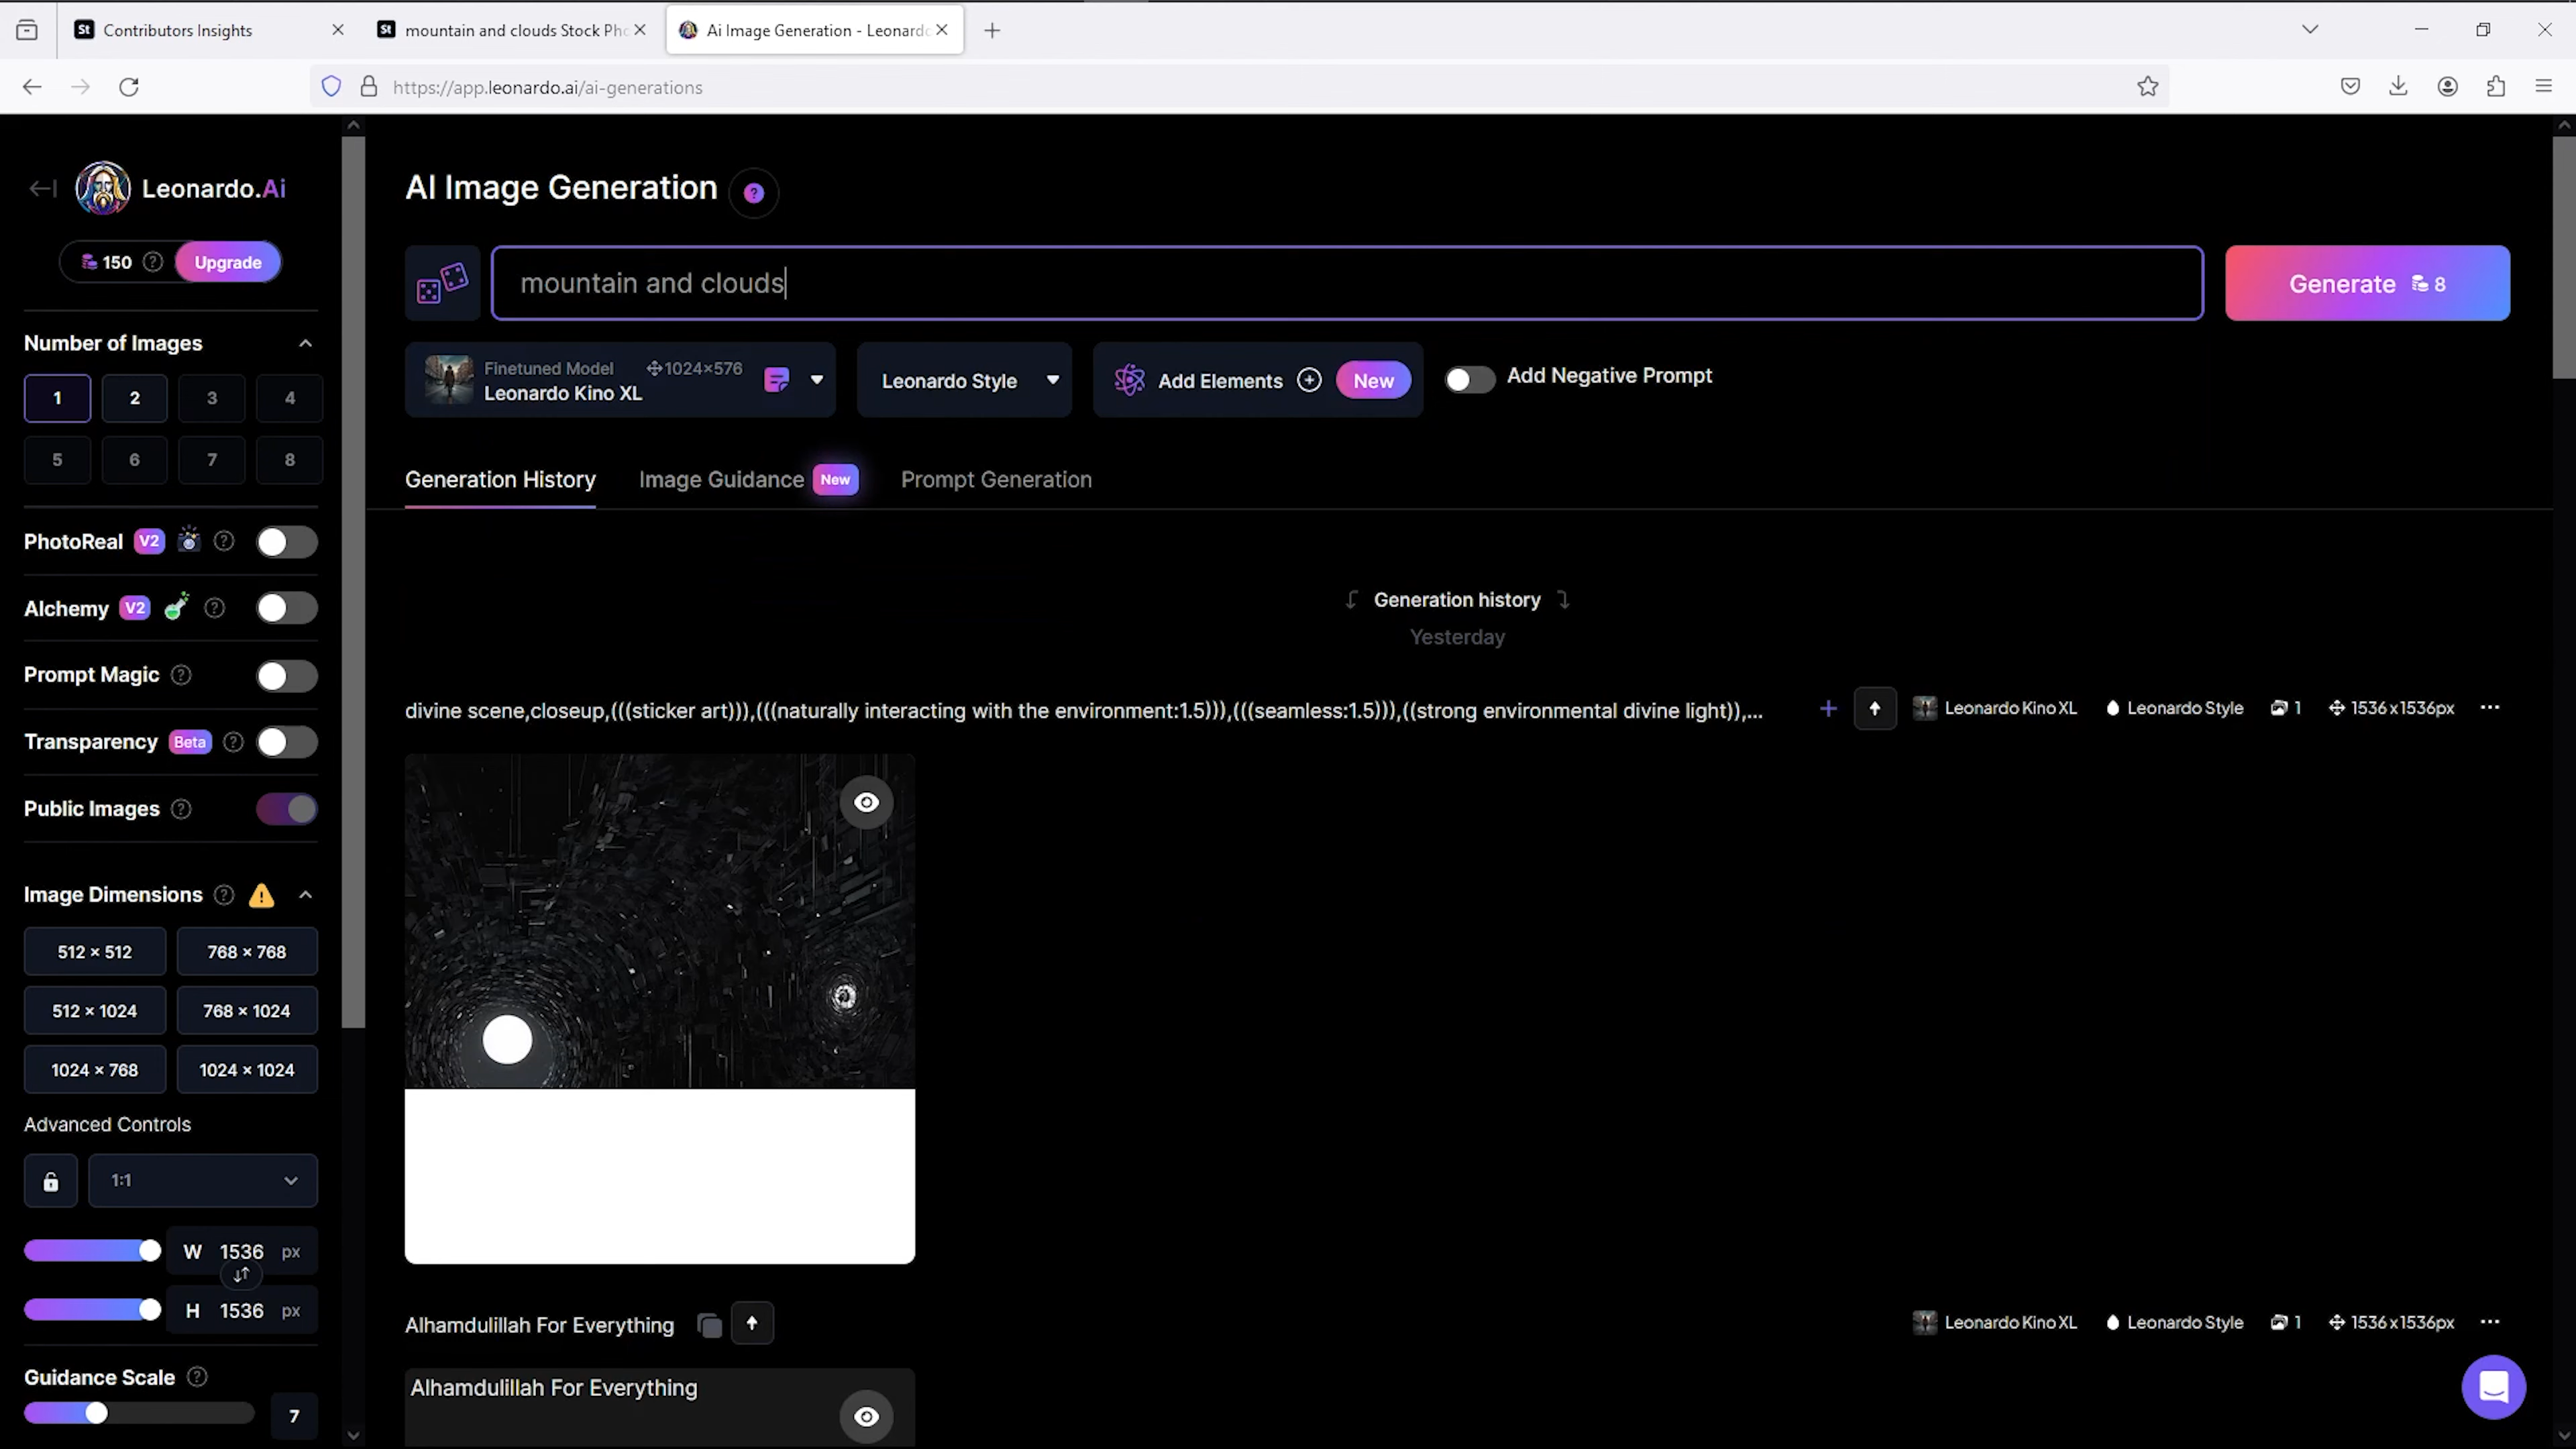 St Contributors Insights
St mountain and clouds Stock Pho
Ai Image Generation - Leonardo
https://app.leonardo.ai/ai-generations
Leonardo.Ai
150 ? Upgrade
Number of Images
1 2 3 4
5 6 7 8
PhotoReal V2 ?
Alchemy V2 ?
Prompt Magic ?
Transparency Beta ?
Public Images ?
Image Dimensions ?
512 × 512 768 × 768
512 × 1024 768 × 1024
1024 × 768 1024 × 1024
Advanced Controls
1:1
W 1536 px
H 1536 px
Guidance Scale ?
7
AI Image Generation ?
mountain and clouds
Generate 8
Finetuned Model 1024×576
Leonardo Kino XL
Leonardo Style
Add Elements New
Add Negative Prompt
Generation History Image Guidance New Prompt Generation
Generation history
Yesterday
divine scene,closeup,(((sticker art))),(((naturally interacting with the environment:1.5))),(((seamless:1.5))),((strong environmental divine light)),...
Leonardo Kino XL Leonardo Style 1 1536x1536px
Alhamdulillah For Everything
Leonardo Kino XL Leonardo Style 1 1536x1536px
Alhamdulillah For Everything